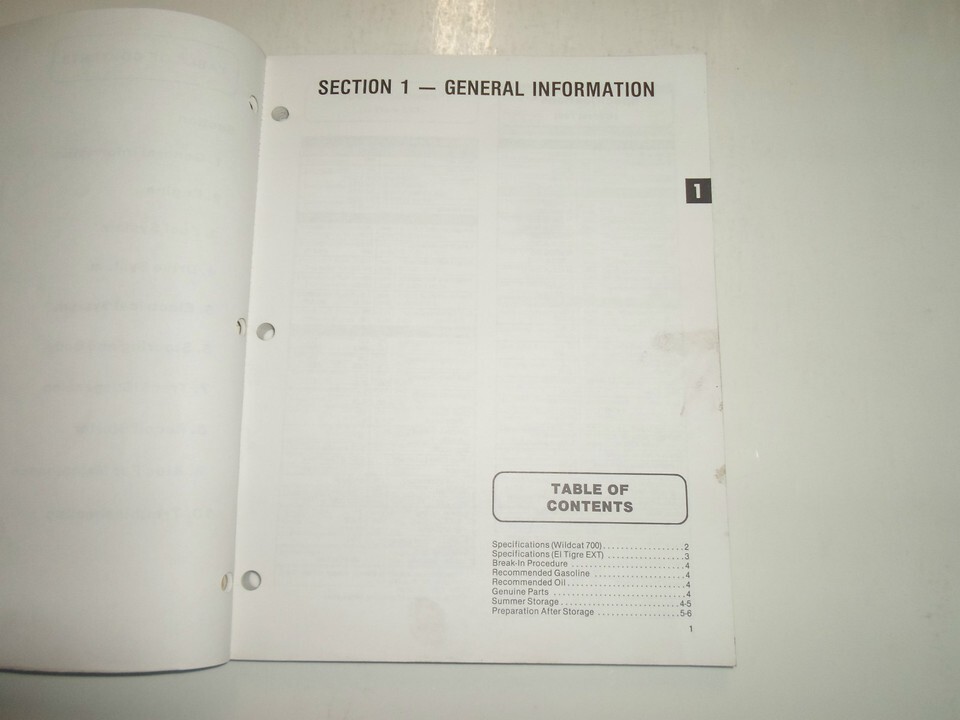 SECTION 1 — GENERAL INFORMATION
1
TABLE OF
CONTENTS
Specifications (Wildcat 700)..................2
Specifications (El Tigre EXT) .................3
Break-In Procedure .........................4
Recommended Gasoline ....................4
Recommended Oil..........................4
Genuine Parts .............................4
Summer Storage..........................4-5
Preparation After Storage ..................5-6
1